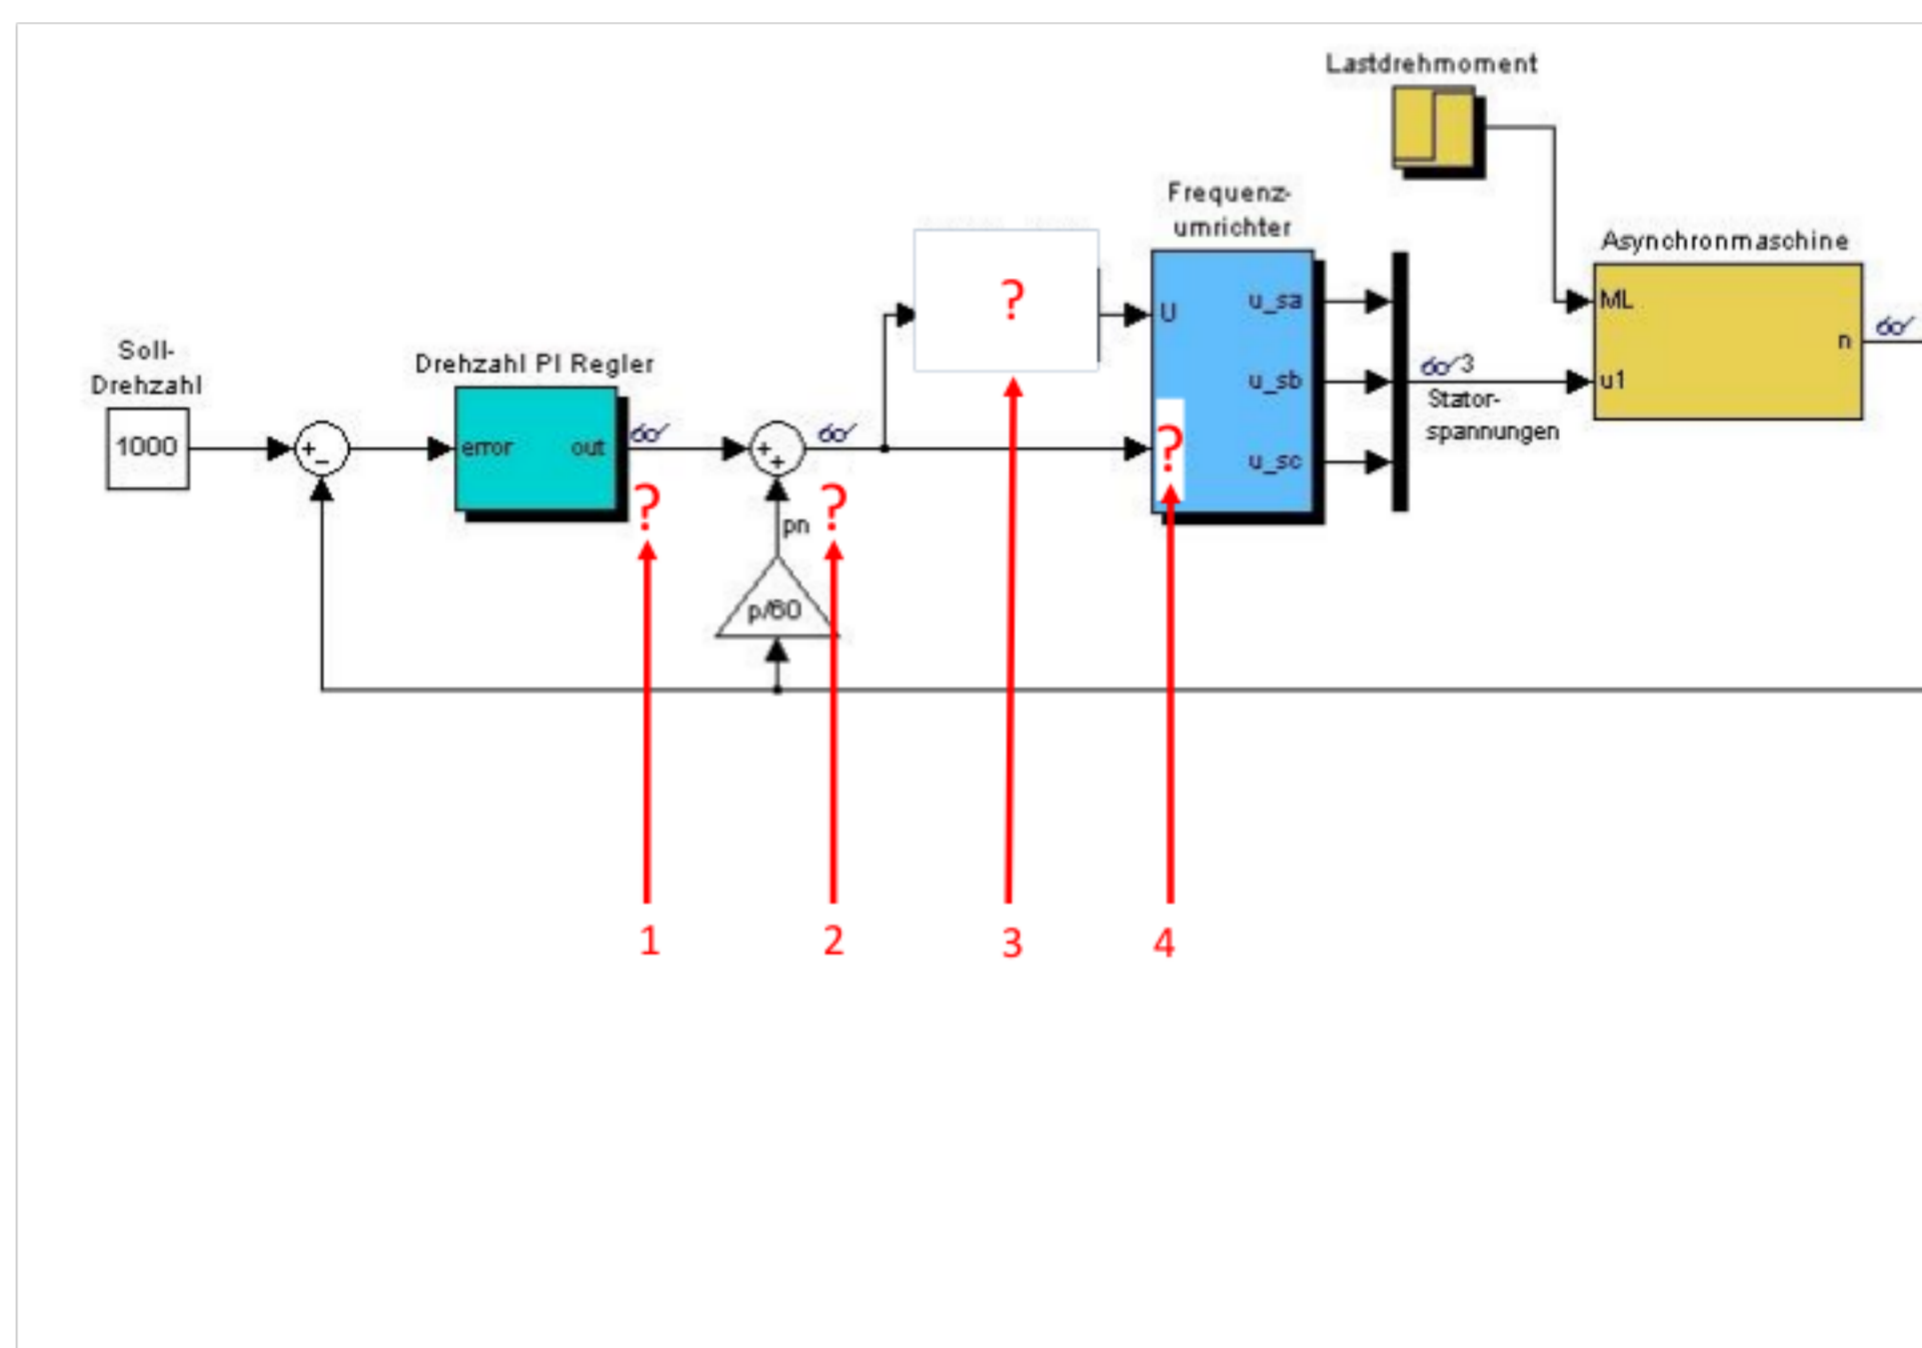 Lastdrehmoment
Frequenz-
umrichter
Asynchronmaschine
?
U
u_sa
ML
n
Soll-
Drehzahl
Drehzahl PI Regler
u_sb
3
u1
Stator-
spannungen
1000
+
−
error
out
+
+
?
u_sc
?
?
pn
p/60
1
2
3
4